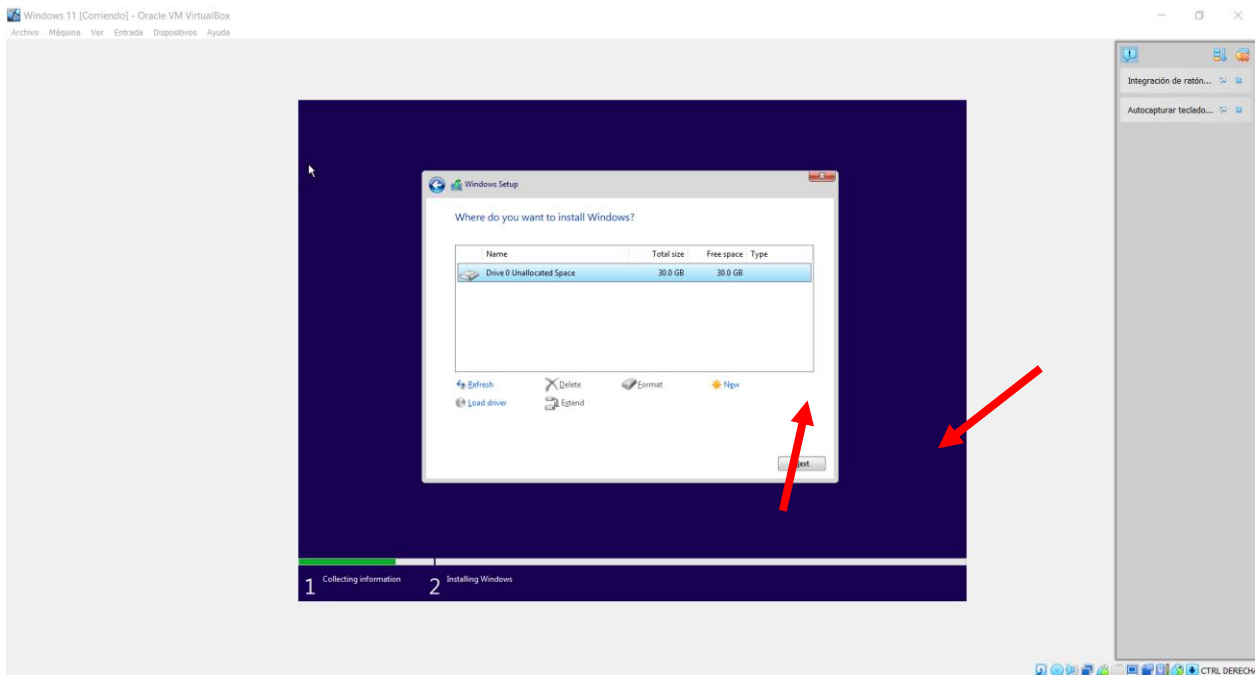 Windows 11 [Corriendo] - Oracle VM VirtualBox
Archivo Máquina Ver Entrada Dispositivos Ayuda
Integración de ratón...
Autocapturar teclado...
Windows Setup
Where do you want to install Windows?
Name Total size Free space Type
Drive 0 Unallocated Space 30.0 GB 30.0 GB
Refresh Delete Format New
Load driver Extend
1 Collecting information 2 Installing Windows
CTRL DERECHA